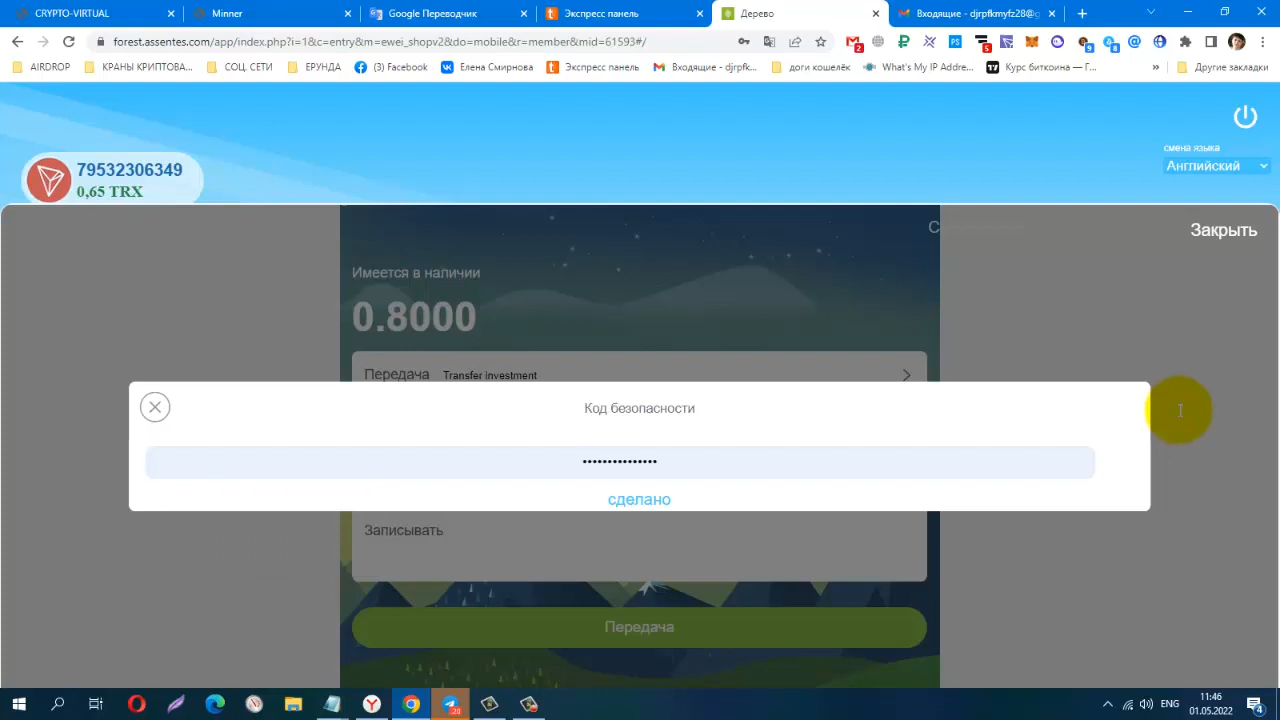 CRYPTO-VIRTUAL
Minner
Google Переводчик
Экспресс панель
Дерево
Входящие - djrpfkmyfz28@g
forest.assentes.com/app/index.php?i=1&c=entry&m=ewei_shopv2&do=mobile&r=member&mid=61593#/
AIRDROP
КРАНЫ КРИПТОВА...
СОЦ. СЕТИ
ЕРУНДА
(3) Facebook
Елена Смирнова
Экспресс панель
Входящие - djrpfk...
доги кошелёк
What's My IP Addre...
Курс биткоина — Г...
»
Другие закладки
смена языка
Английский
79532306349
0,65 TRX
Закрыть
Имеется в наличии
0.8000
Передача Transfer investment
Код безопасности
•••••••••••••••
сделано
Записывать
Передача
ENG
11:46
01.05.2022